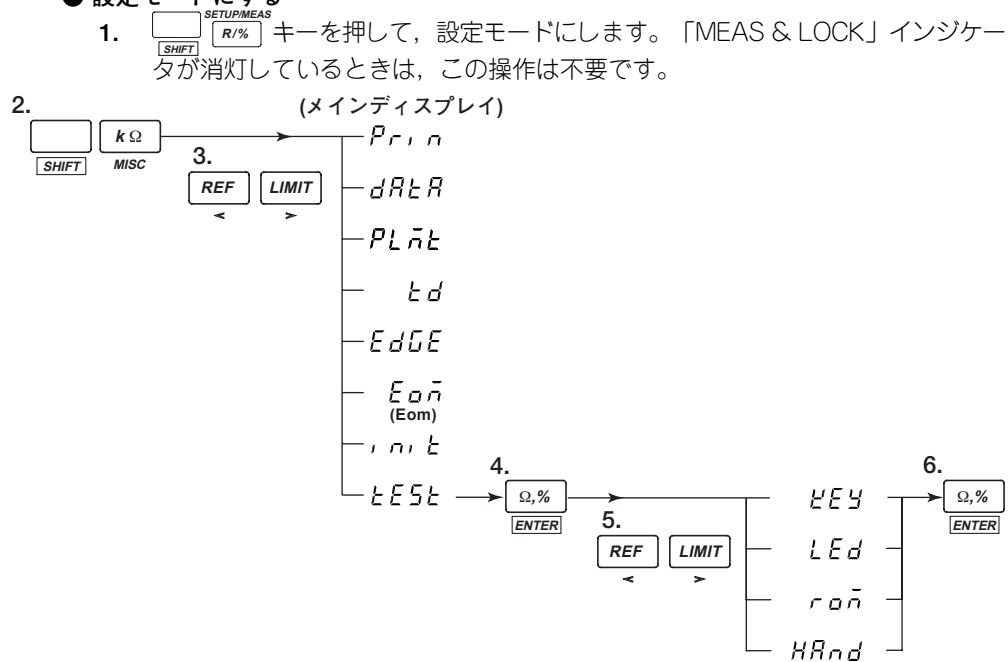 ● 設定モードにする
SETUP/MEAS
1. SHIFT R/% キーを押して，設定モードにします。「MEAS & LOCK」インジケー
タが消灯しているときは，この操作は不要です。
2. (メインディスプレイ)
kΩ
SHIFT MISC
Prin
3.
REF LIMIT
< >
dAtA
PLmt
td
EdGE
Eom
(Eom)
init
tESt
4.
Ω,%
ENTER
5.
REF LIMIT
< >
KEY
LEd
rom
HAnd
6.
Ω,%
ENTER